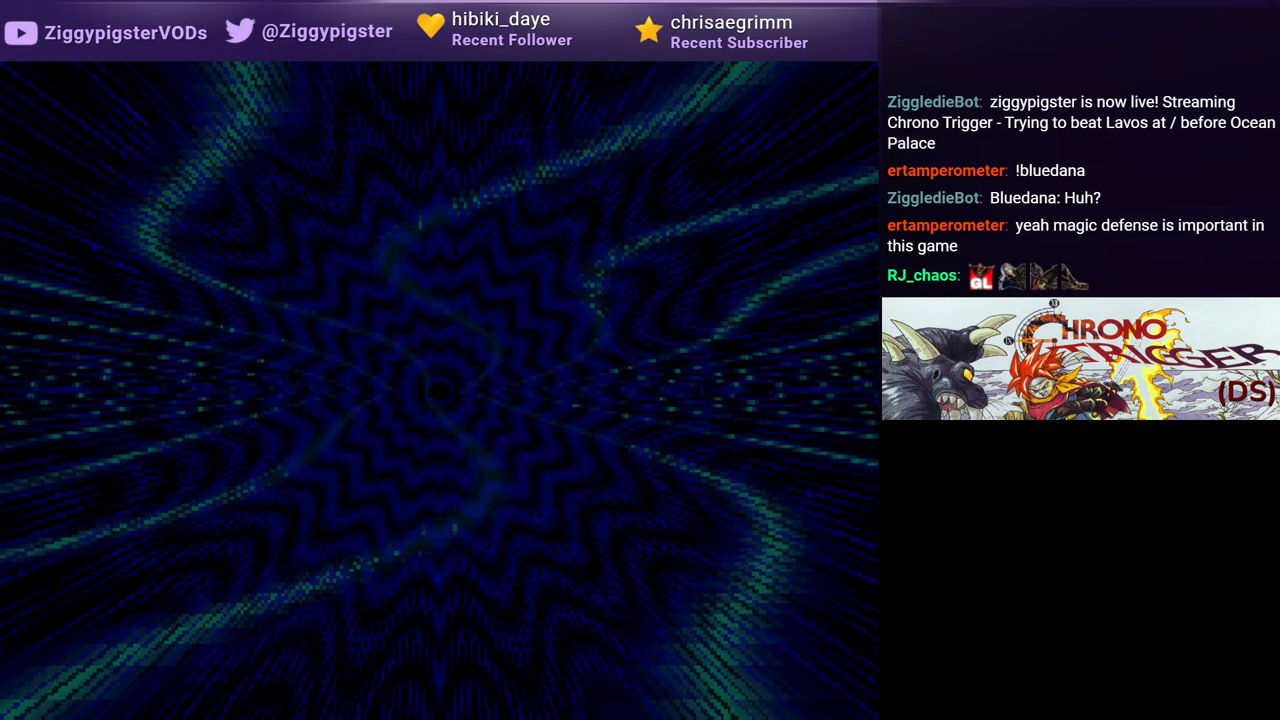 ZiggypigsterVODs
@Ziggypigster
hibiki_daye
Recent Follower
chrisaegrimm
Recent Subscriber
ZiggledieBot: ziggypigster is now live! Streaming
Chrono Trigger - Trying to beat Lavos at / before Ocean
Palace
ertamperometer: !bluedana
ZiggledieBot: Bluedana: Huh?
ertamperometer: yeah magic defense is important in
this game
RJ_chaos:
GL
CHRONO
TRIGGER
(DS)